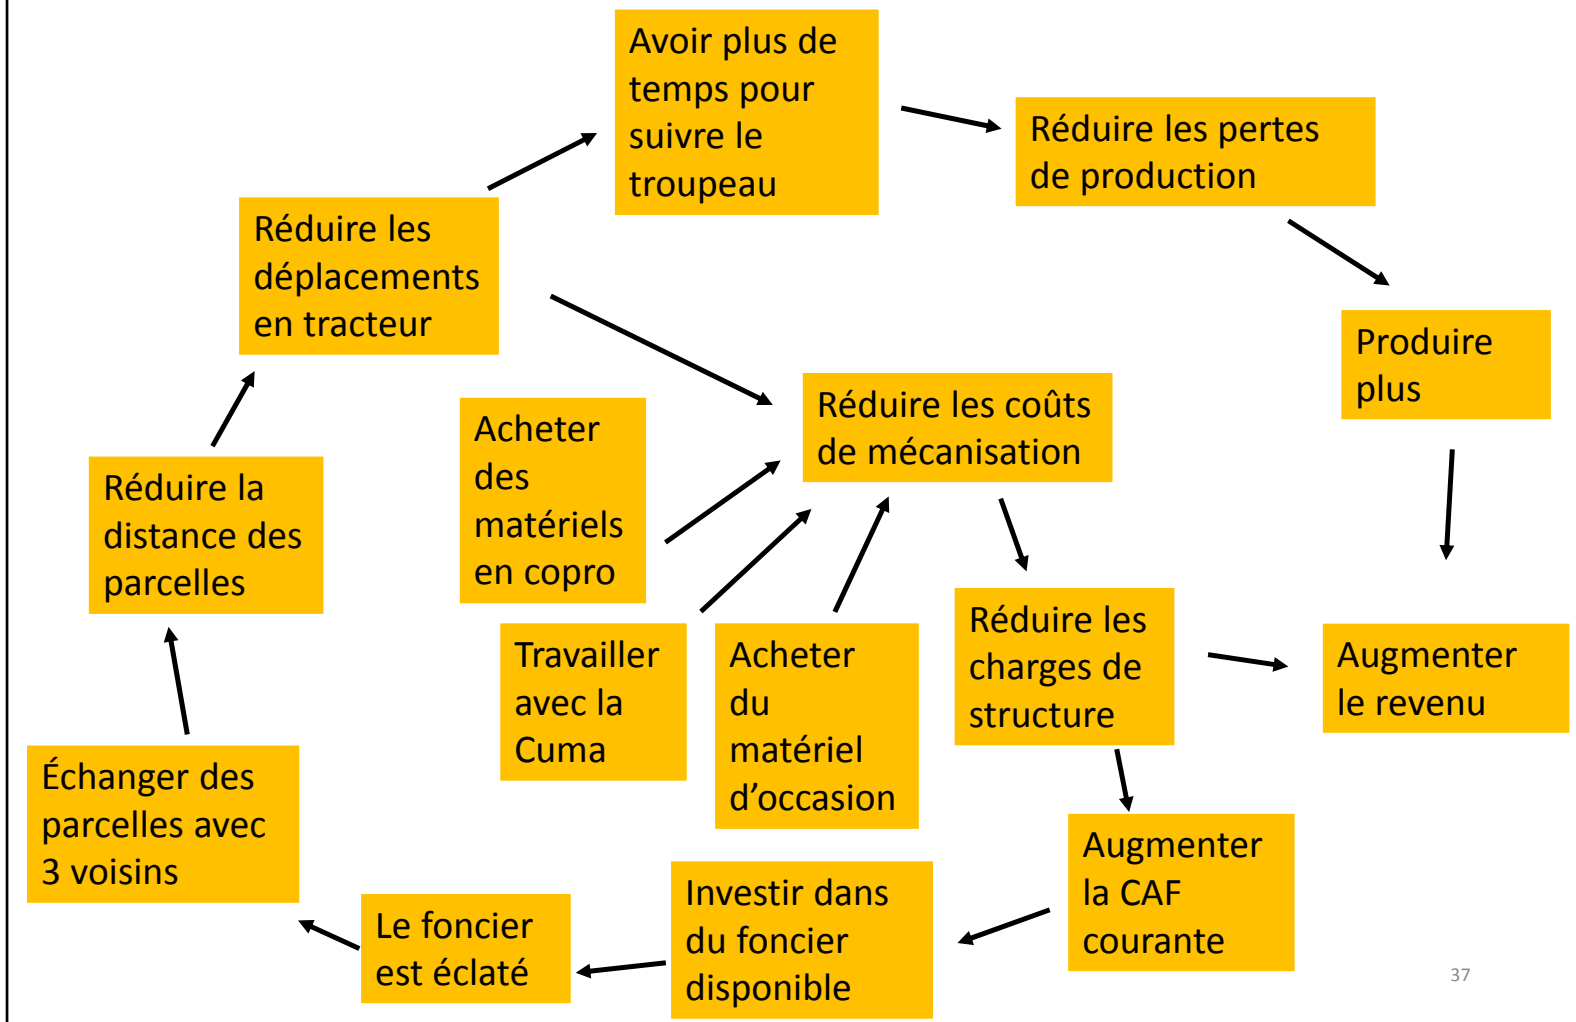 Avoir plus de
temps pour
suivre le
troupeau
Réduire les pertes
de production
Réduire les
déplacements
en tracteur
Produire
plus
Réduire les coûts
de mécanisation
Acheter
des
matériels
en copro
Réduire la
distance des
parcelles
Réduire les
charges de
structure
Travailler
avec la
Cuma
Acheter
du
matériel
d’occasion
Augmenter
le revenu
Échanger des
parcelles avec
3 voisins
Augmenter
la CAF
courante
Investir dans
du foncier
disponible
Le foncier
est éclaté
37